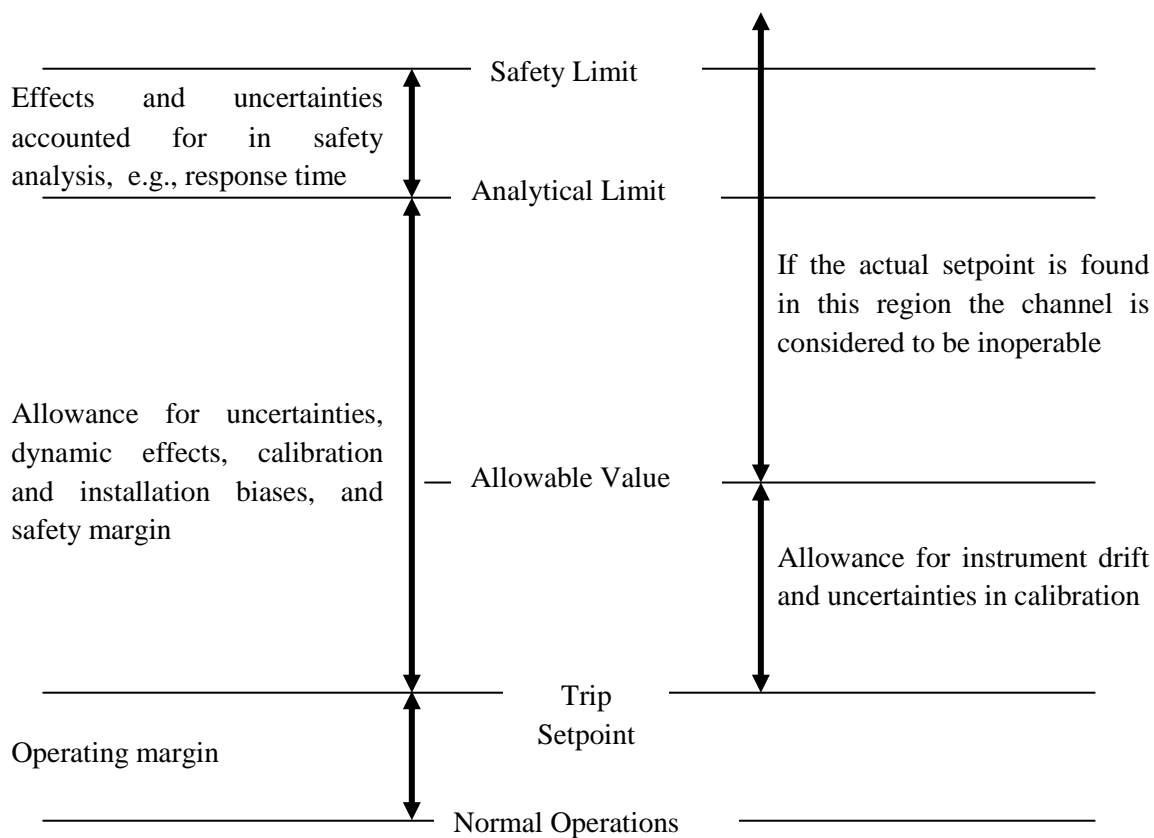 Safety Limit
Effects and uncertainties
accounted for in safety
analysis, e.g., response time
Analytical Limit
If the actual setpoint is found
in this region the channel is
considered to be inoperable
Allowance for uncertainties,
dynamic effects, calibration
and installation biases, and
safety margin
Allowable Value
Allowance for instrument drift
and uncertainties in calibration
Trip
Setpoint
Operating margin
Normal Operations